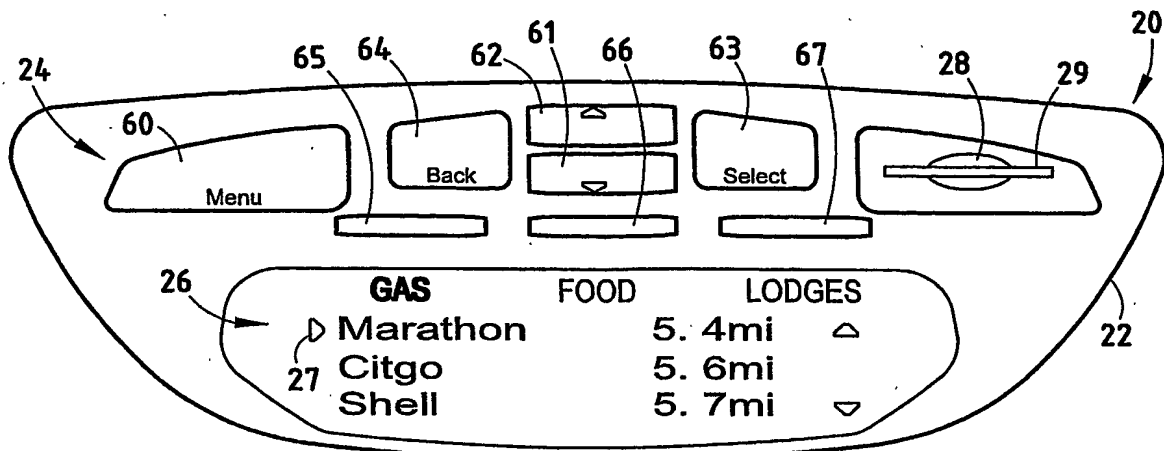 20
61
64 62 66 63 67
65 28 29
24
60
Back Select
Menu
26 GAS FOOD LODGES
Marathon 5. 4mi
22
27 Citgo 5. 6mi
Shell 5. 7mi